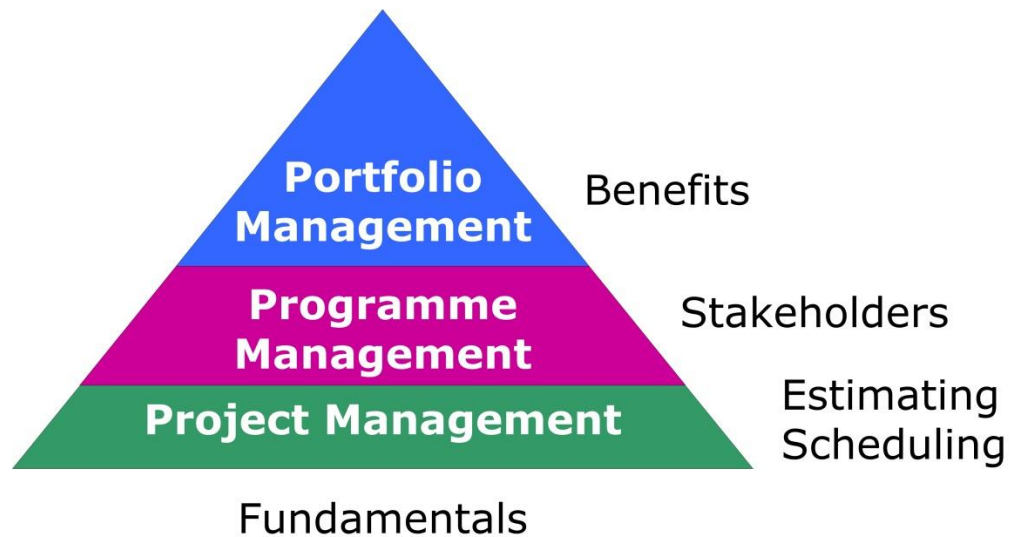 Portfolio
Management
Benefits
Programme
Management
Stakeholders
Project Management
Estimating
Scheduling
Fundamentals